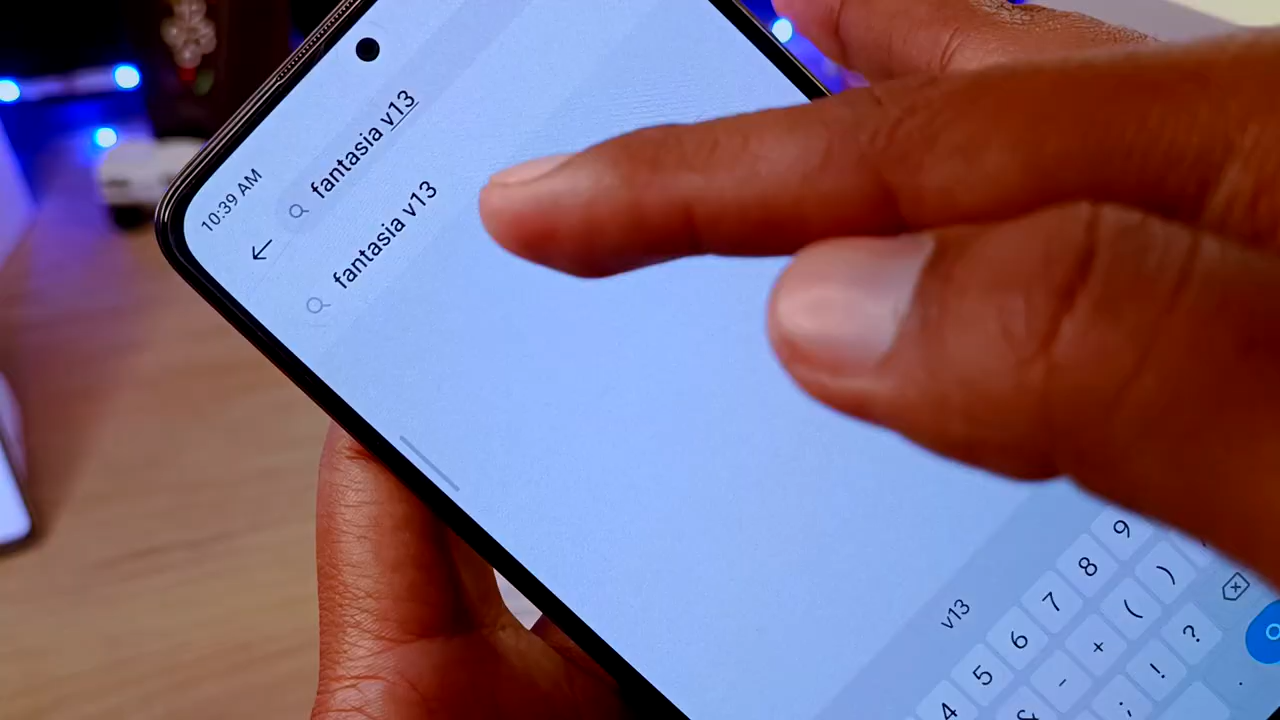 10:39 AM
fantasia v13
fantasia v13
v13
4 5 6 7 8 9
& - + ( )
; ! ?
.